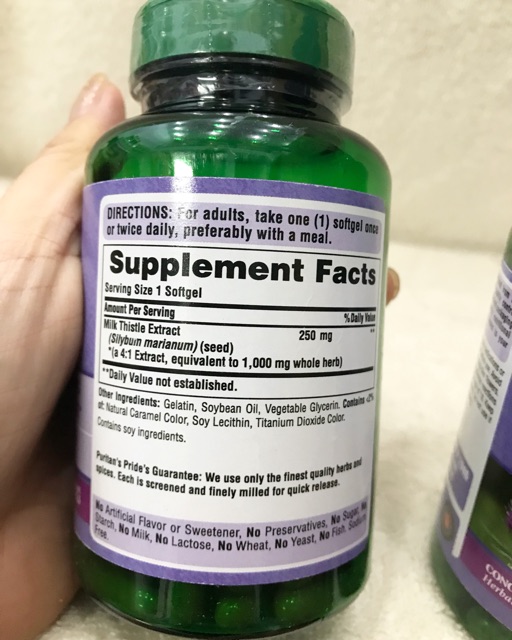 DIRECTIONS: For adults, take one (1) softgel once
or twice daily, preferably with a meal.
Supplement Facts
Serving Size 1 Softgel
Amount Per Serving %Daily Value
Milk Thistle Extract 250 mg **
(Silybum marianum) (seed)
*(a 4:1 Extract, equivalent to 1,000 mg whole herb)
**Daily Value not established.
Other Ingredients: Gelatin, Soybean Oil, Vegetable Glycerin. Contains <2%
of: Natural Caramel Color, Soy Lecithin, Titanium Dioxide Color.
Contains soy ingredients.
Puritan's Pride's Guarantee: We use only the finest quality herbs and
spices. Each is screened and finely milled for quick release.
No Artificial Flavor or Sweetener, No Preservatives, No Sugar, No
Starch, No Milk, No Lactose, No Wheat, No Yeast, No Fish, Sodium
Free.